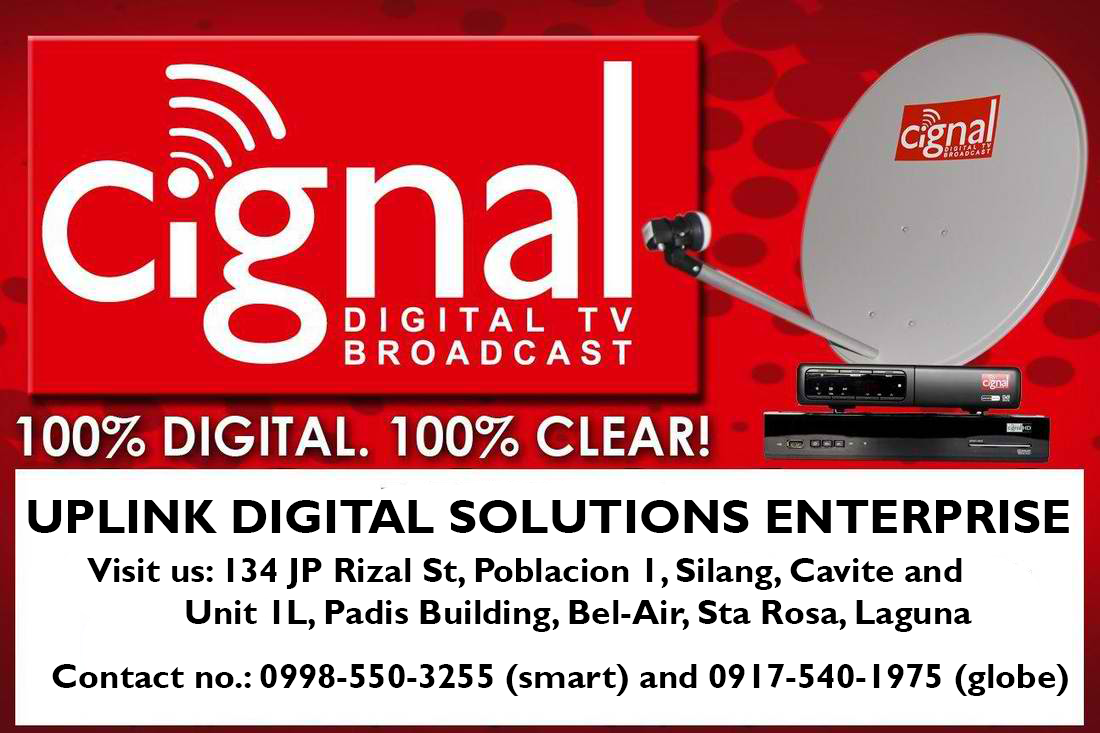 cignal
DIGITAL TV
BROADCAST
cignal
DIGITAL TV
BROADCAST
cignal
cignal HD
100% DIGITAL. 100% CLEAR!
UPLINK DIGITAL SOLUTIONS ENTERPRISE
Visit us: 134 JP Rizal St, Poblacion 1, Silang, Cavite and
Unit 1L, Padis Building, Bel-Air, Sta Rosa, Laguna
Contact no.: 0998-550-3255 (smart) and 0917-540-1975 (globe)